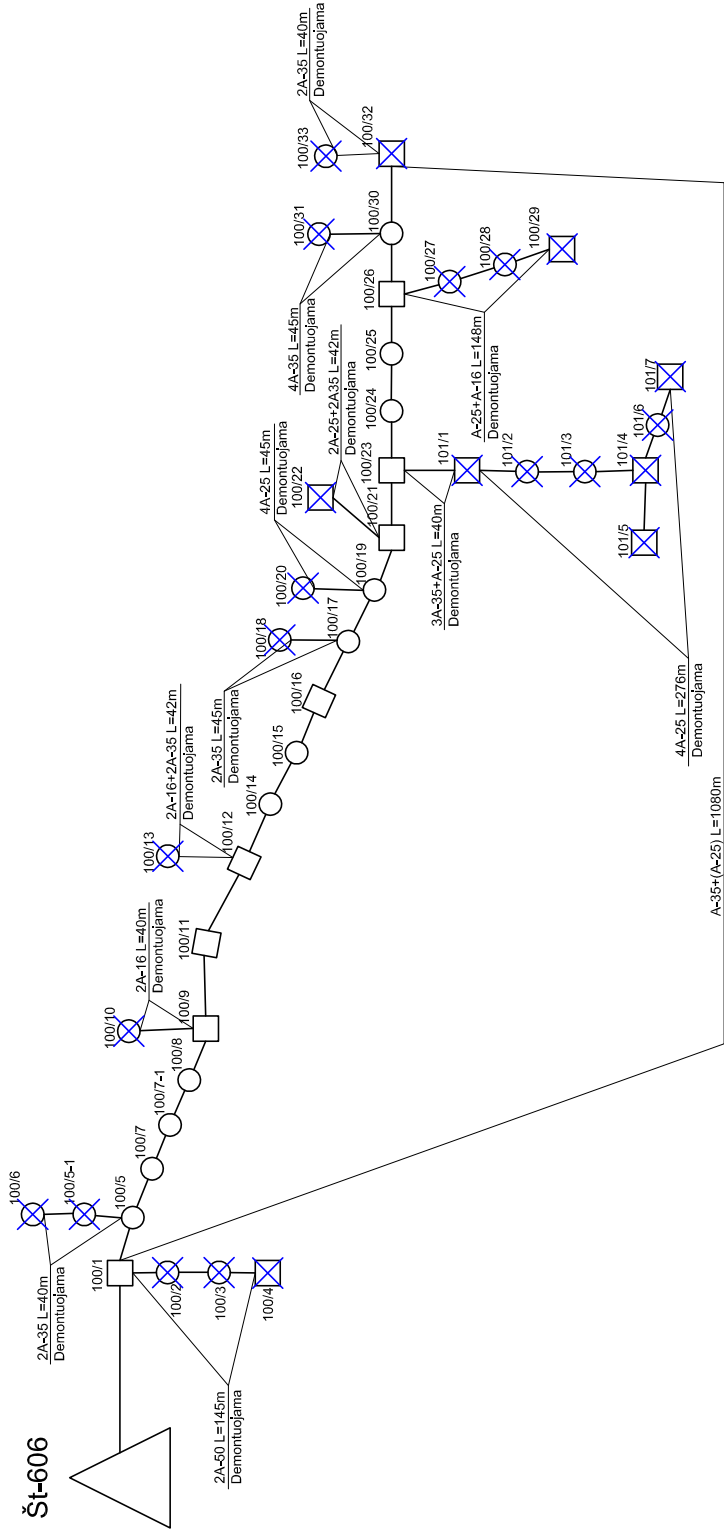 Št-606
2A-35 L=40m
Demontuojama
100/6
100/5-1
100/5
100/1
100/2
100/3
100/4
2A-50 L=145m
Demontuojama
100/7
100/7-1
100/8
100/9
100/10
2A-16 L=40m
Demontuojama
100/11
100/12
100/13
2A-16+2A-35 L=42m
Demontuojama
100/14
100/15
100/16
2A-35 L=45m
Demontuojama
100/17
100/18
100/19
100/20
4A-25 L=45m
Demontuojama
100/21
100/22
2A-25+2A35 L=42m
Demontuojama
100/23
3A-35+A-25 L=40m
Demontuojama
101/1
101/2
101/3
101/4
101/5
101/6
101/7
4A-25 L=276m
Demontuojama
100/24
100/25
100/26
100/27
100/28
100/29
A-25+A-16 L=148m
Demontuojama
100/30
100/31
4A-35 L=45m
Demontuojama
100/32
100/33
2A-35 L=40m
Demontuojama
A-35+(A-25) L=1080m